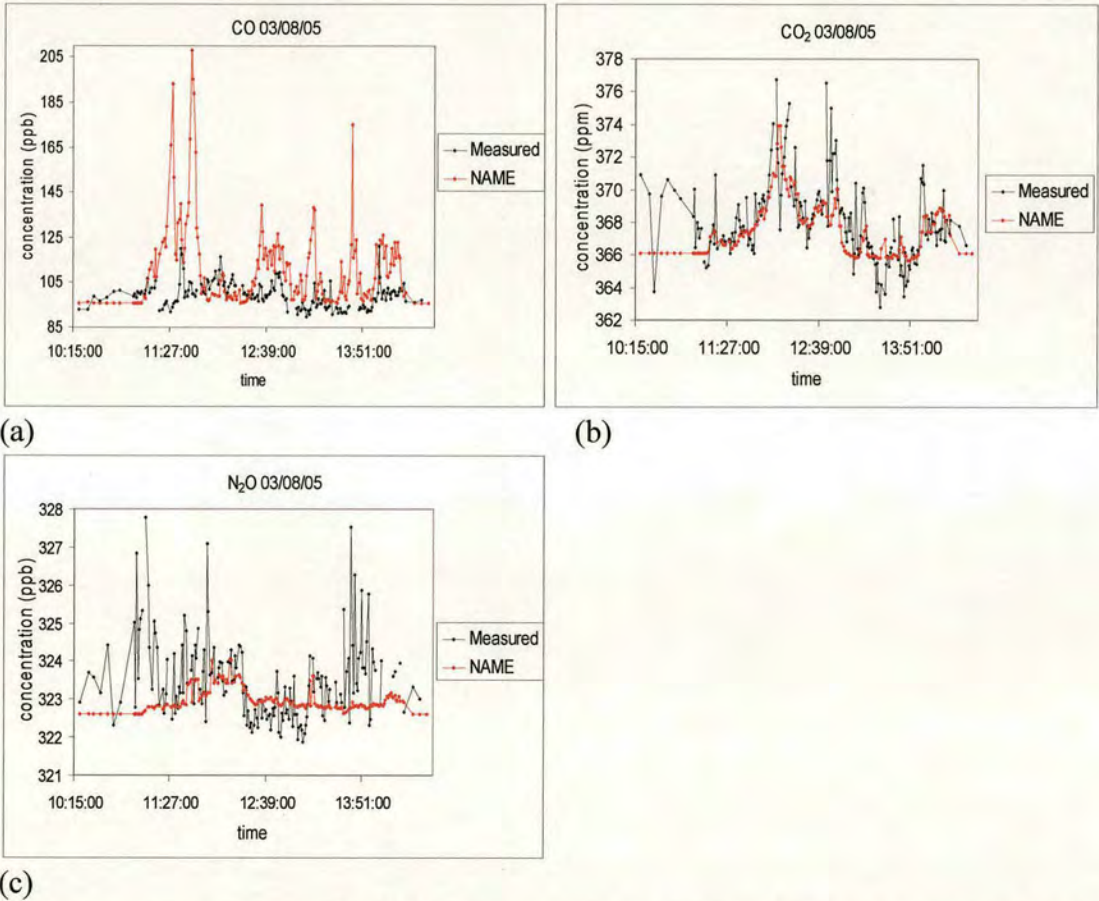 CO 03/08/05
concentration (ppb)
205
185
165
145
125
105
85
10:15:00 11:27:00 12:39:00 13:51:00
time
Measured
NAME
(a)
CO₂ 03/08/05
concentration (ppm)
378
376
374
372
370
368
366
364
362
10:15:00 11:27:00 12:39:00 13:51:00
time
Measured
NAME
(b)
N₂O 03/08/05
concentration (ppb)
328
327
326
325
324
323
322
321
10:15:00 11:27:00 12:39:00 13:51:00
time
Measured
NAME
(c)